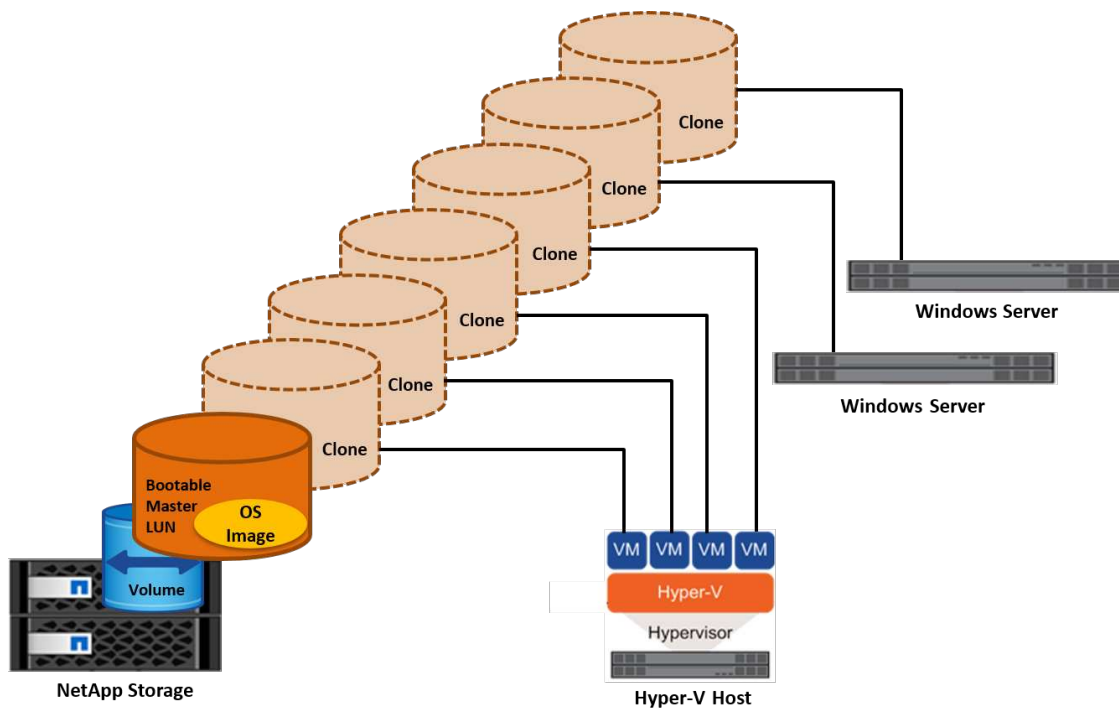 Clone
Clone
Clone
Windows Server
Clone
Clone
Windows Server
Clone
Bootable
Master
LUN
OS
Image
VM VM VM VM
Volume
Hyper-V
Hypervisor
NetApp Storage
Hyper-V Host